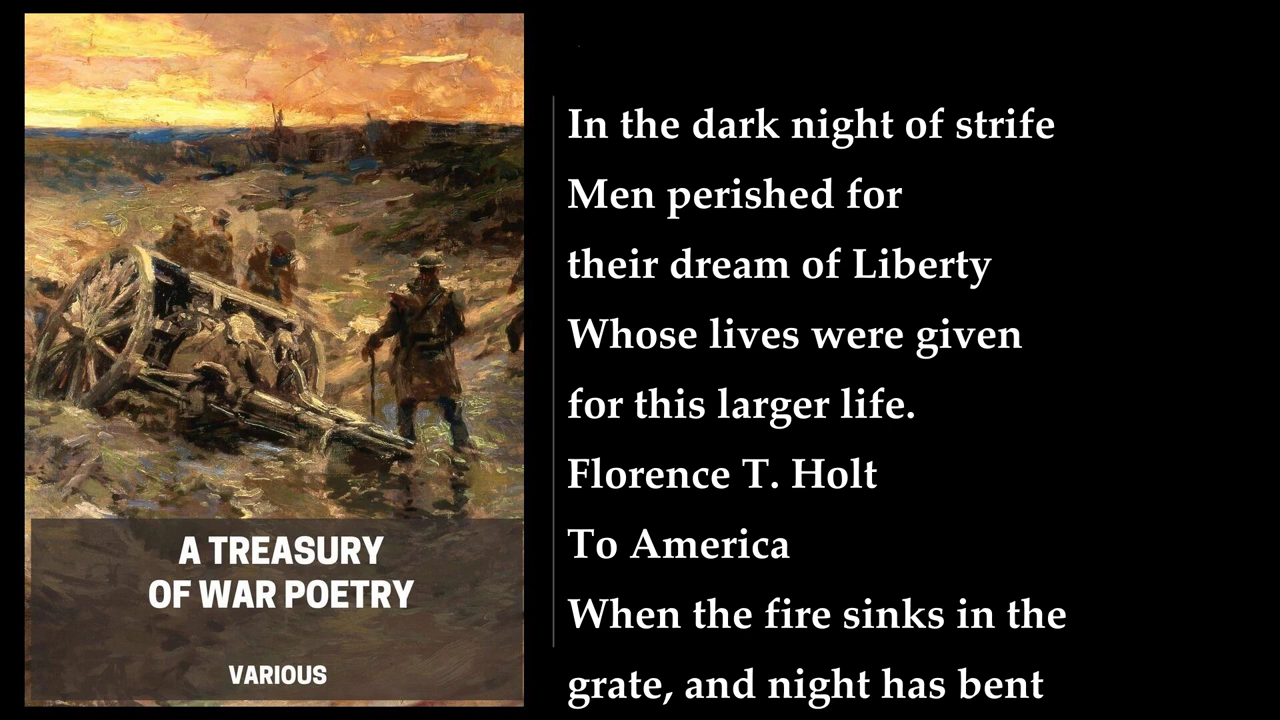 A TREASURY
OF WAR POETRY
VARIOUS
In the dark night of strife
Men perished for
their dream of Liberty
Whose lives were given
for this larger life.
Florence T. Holt
To America
When the fire sinks in the
grate, and night has bent